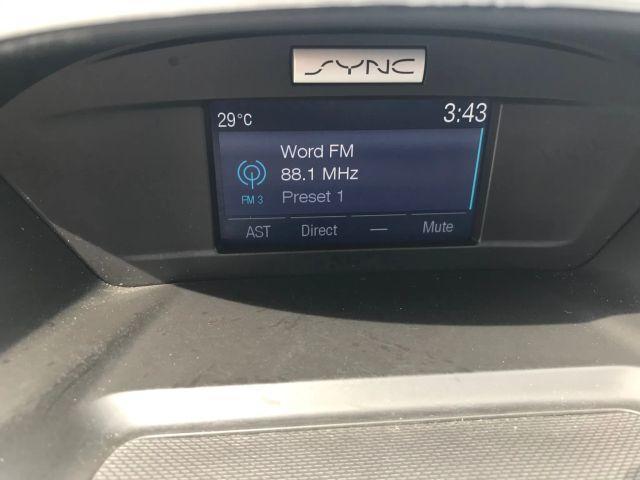 SYNC
29°C 3:43
Word FM
88.1 MHz
FM 3 Preset 1
AST Direct — Mute